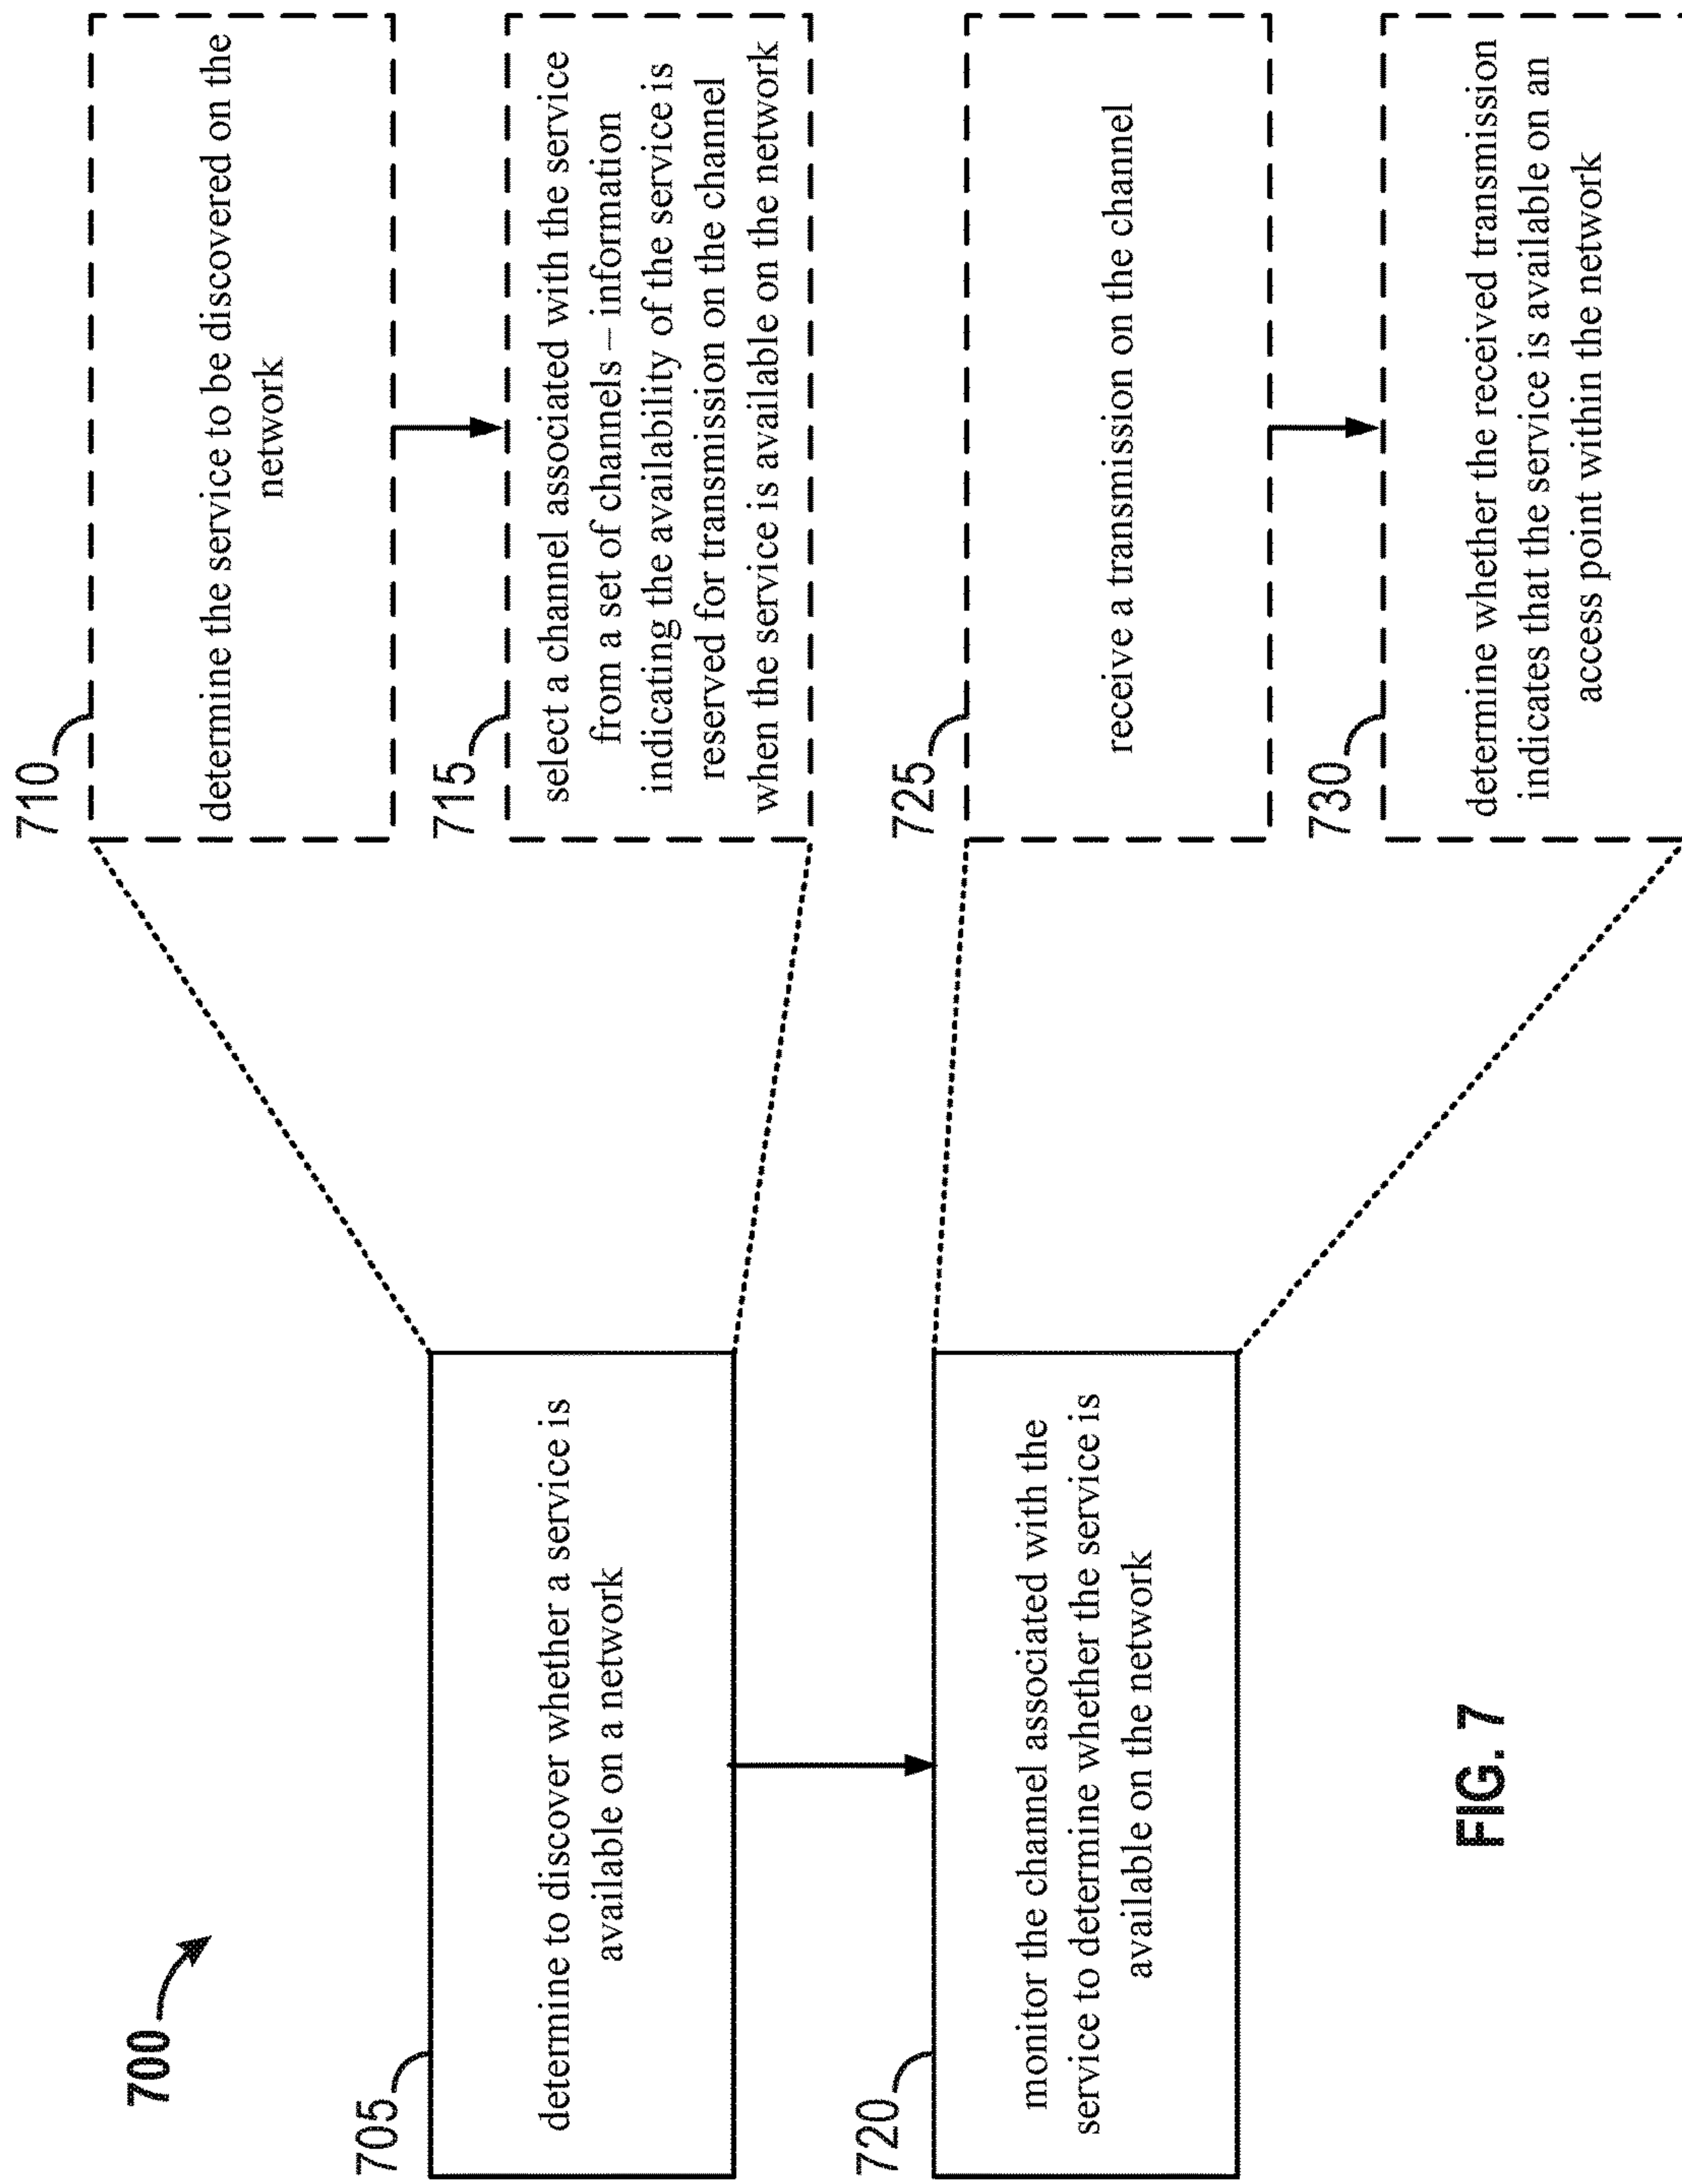 700
705
determine to discover whether a service is
available on a network
710
determine the service to be discovered on the
network
715
select a channel associated with the service
from a set of channels – information
indicating the availability of the service is
reserved for transmission on the channel
when the service is available on the network
720
monitor the channel associated with the
service to determine whether the service is
available on the network
725
receive a transmission on the channel
730
determine whether the received transmission
indicates that the service is available on an
access point within the network
FIG. 7